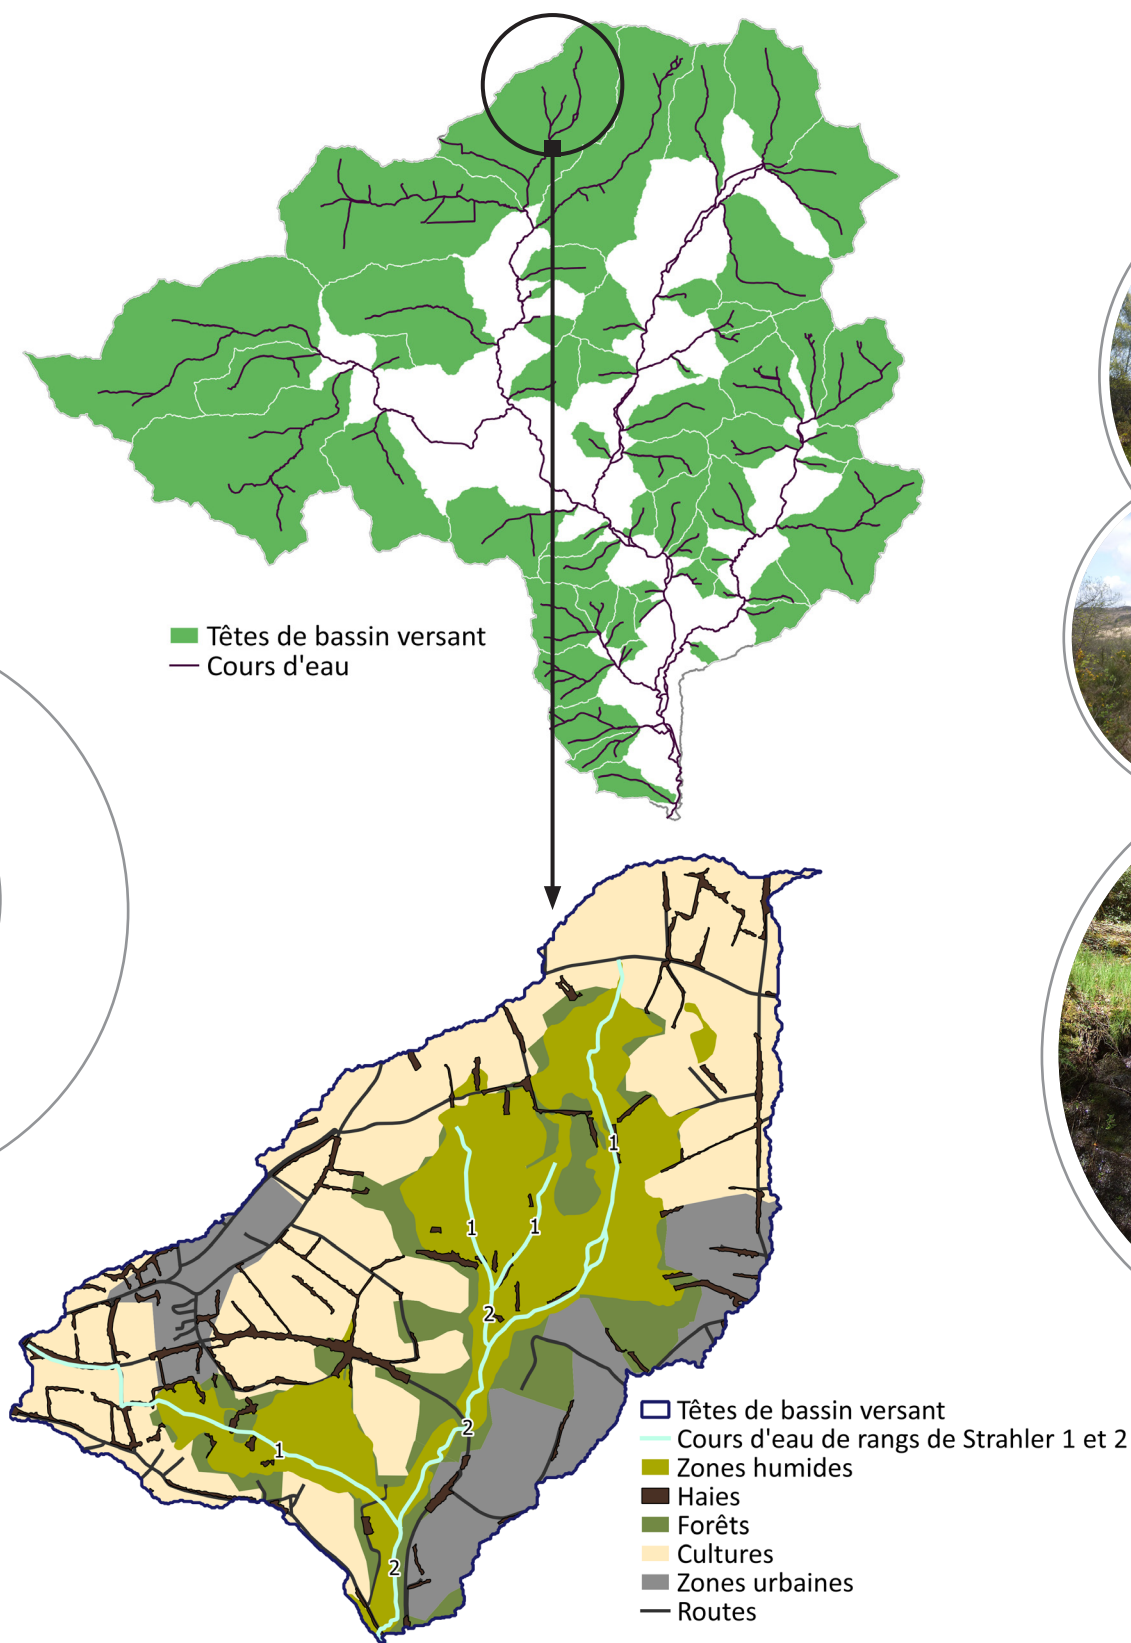 Têtes de bassin versant
Cours d'eau
1
1
1
2
2
1
2
Têtes de bassin versant
Cours d'eau de rangs de Strahler 1 et 2
Zones humides
Haies
Forêts
Cultures
Zones urbaines
Routes